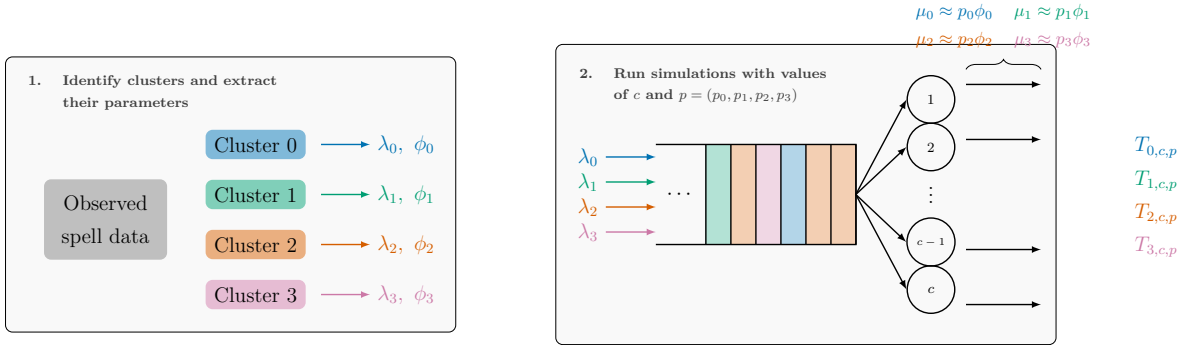 1. Identify clusters and extract
their parameters
Observed
spell data
Cluster 0
λ₀, ϕ₀
Cluster 1
λ₁, ϕ₁
Cluster 2
λ₂, ϕ₂
Cluster 3
λ₃, ϕ₃
μ₀ ≈ p₀ϕ₀ μ₁ ≈ p₁ϕ₁
μ₂ ≈ p₂ϕ₂ μ₃ ≈ p₃ϕ₃
2. Run simulations with values
of c and p = (p₀, p₁, p₂, p₃)
λ₀
λ₁
λ₂
λ₃
...
1
2
⋮
c − 1
c
T₀,c,p
T₁,c,p
T₂,c,p
T₃,c,p